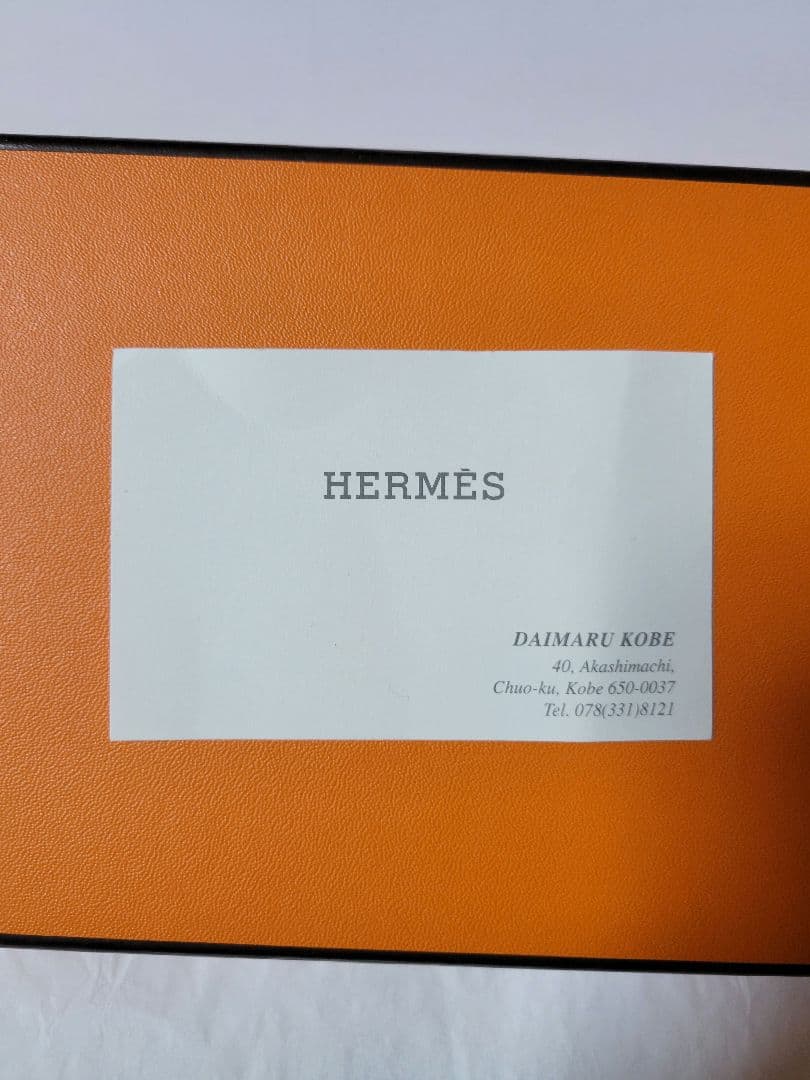 HERMÈS
DAIMARU KOBE
40, Akashimachi,
Chuo-ku, Kobe 650-0037
Tel. 078(331)8121